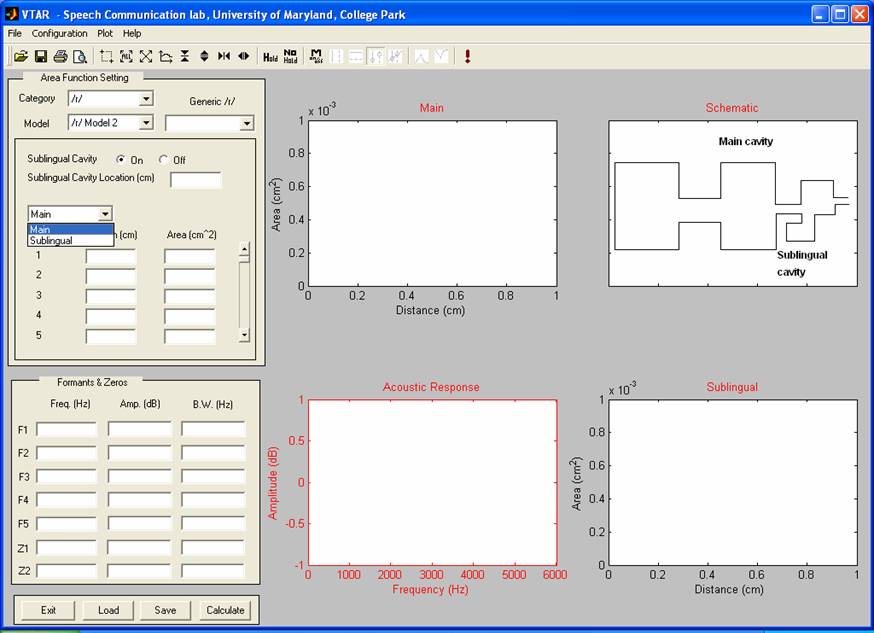 VTAR - Speech Communication lab, University of Maryland, College Park
File Configuration Plot Help
ALL Hold No Hold M
Area Function Setting
Category /r/ Generic /r/
Model /r/ Model 2
Sublingual Cavity On Off
Sublingual Cavity Location (cm)
Main
Main
Sublingual
(cm) Area (cm^2)
1
2
3
4
5
Main
x 10^-3
1
0.8
0.6
0.4
0.2
0
Area (cm²)
0 0.2 0.4 0.6 0.8 1
Distance (cm)
Schematic
Main cavity
Sublingual
cavity
Formants & Zeros
Freq. (Hz) Amp. (dB) B.W. (Hz)
F1
F2
F3
F4
F5
Z1
Z2
Exit Load Save Calculate
Acoustic Response
1
0.5
0
-0.5
-1
Amplitude (dB)
0 1000 2000 3000 4000 5000 6000
Frequency (Hz)
Sublingual
x 10^-3
1
0.8
0.6
0.4
0.2
0
Area (cm²)
0 0.2 0.4 0.6 0.8 1
Distance (cm)